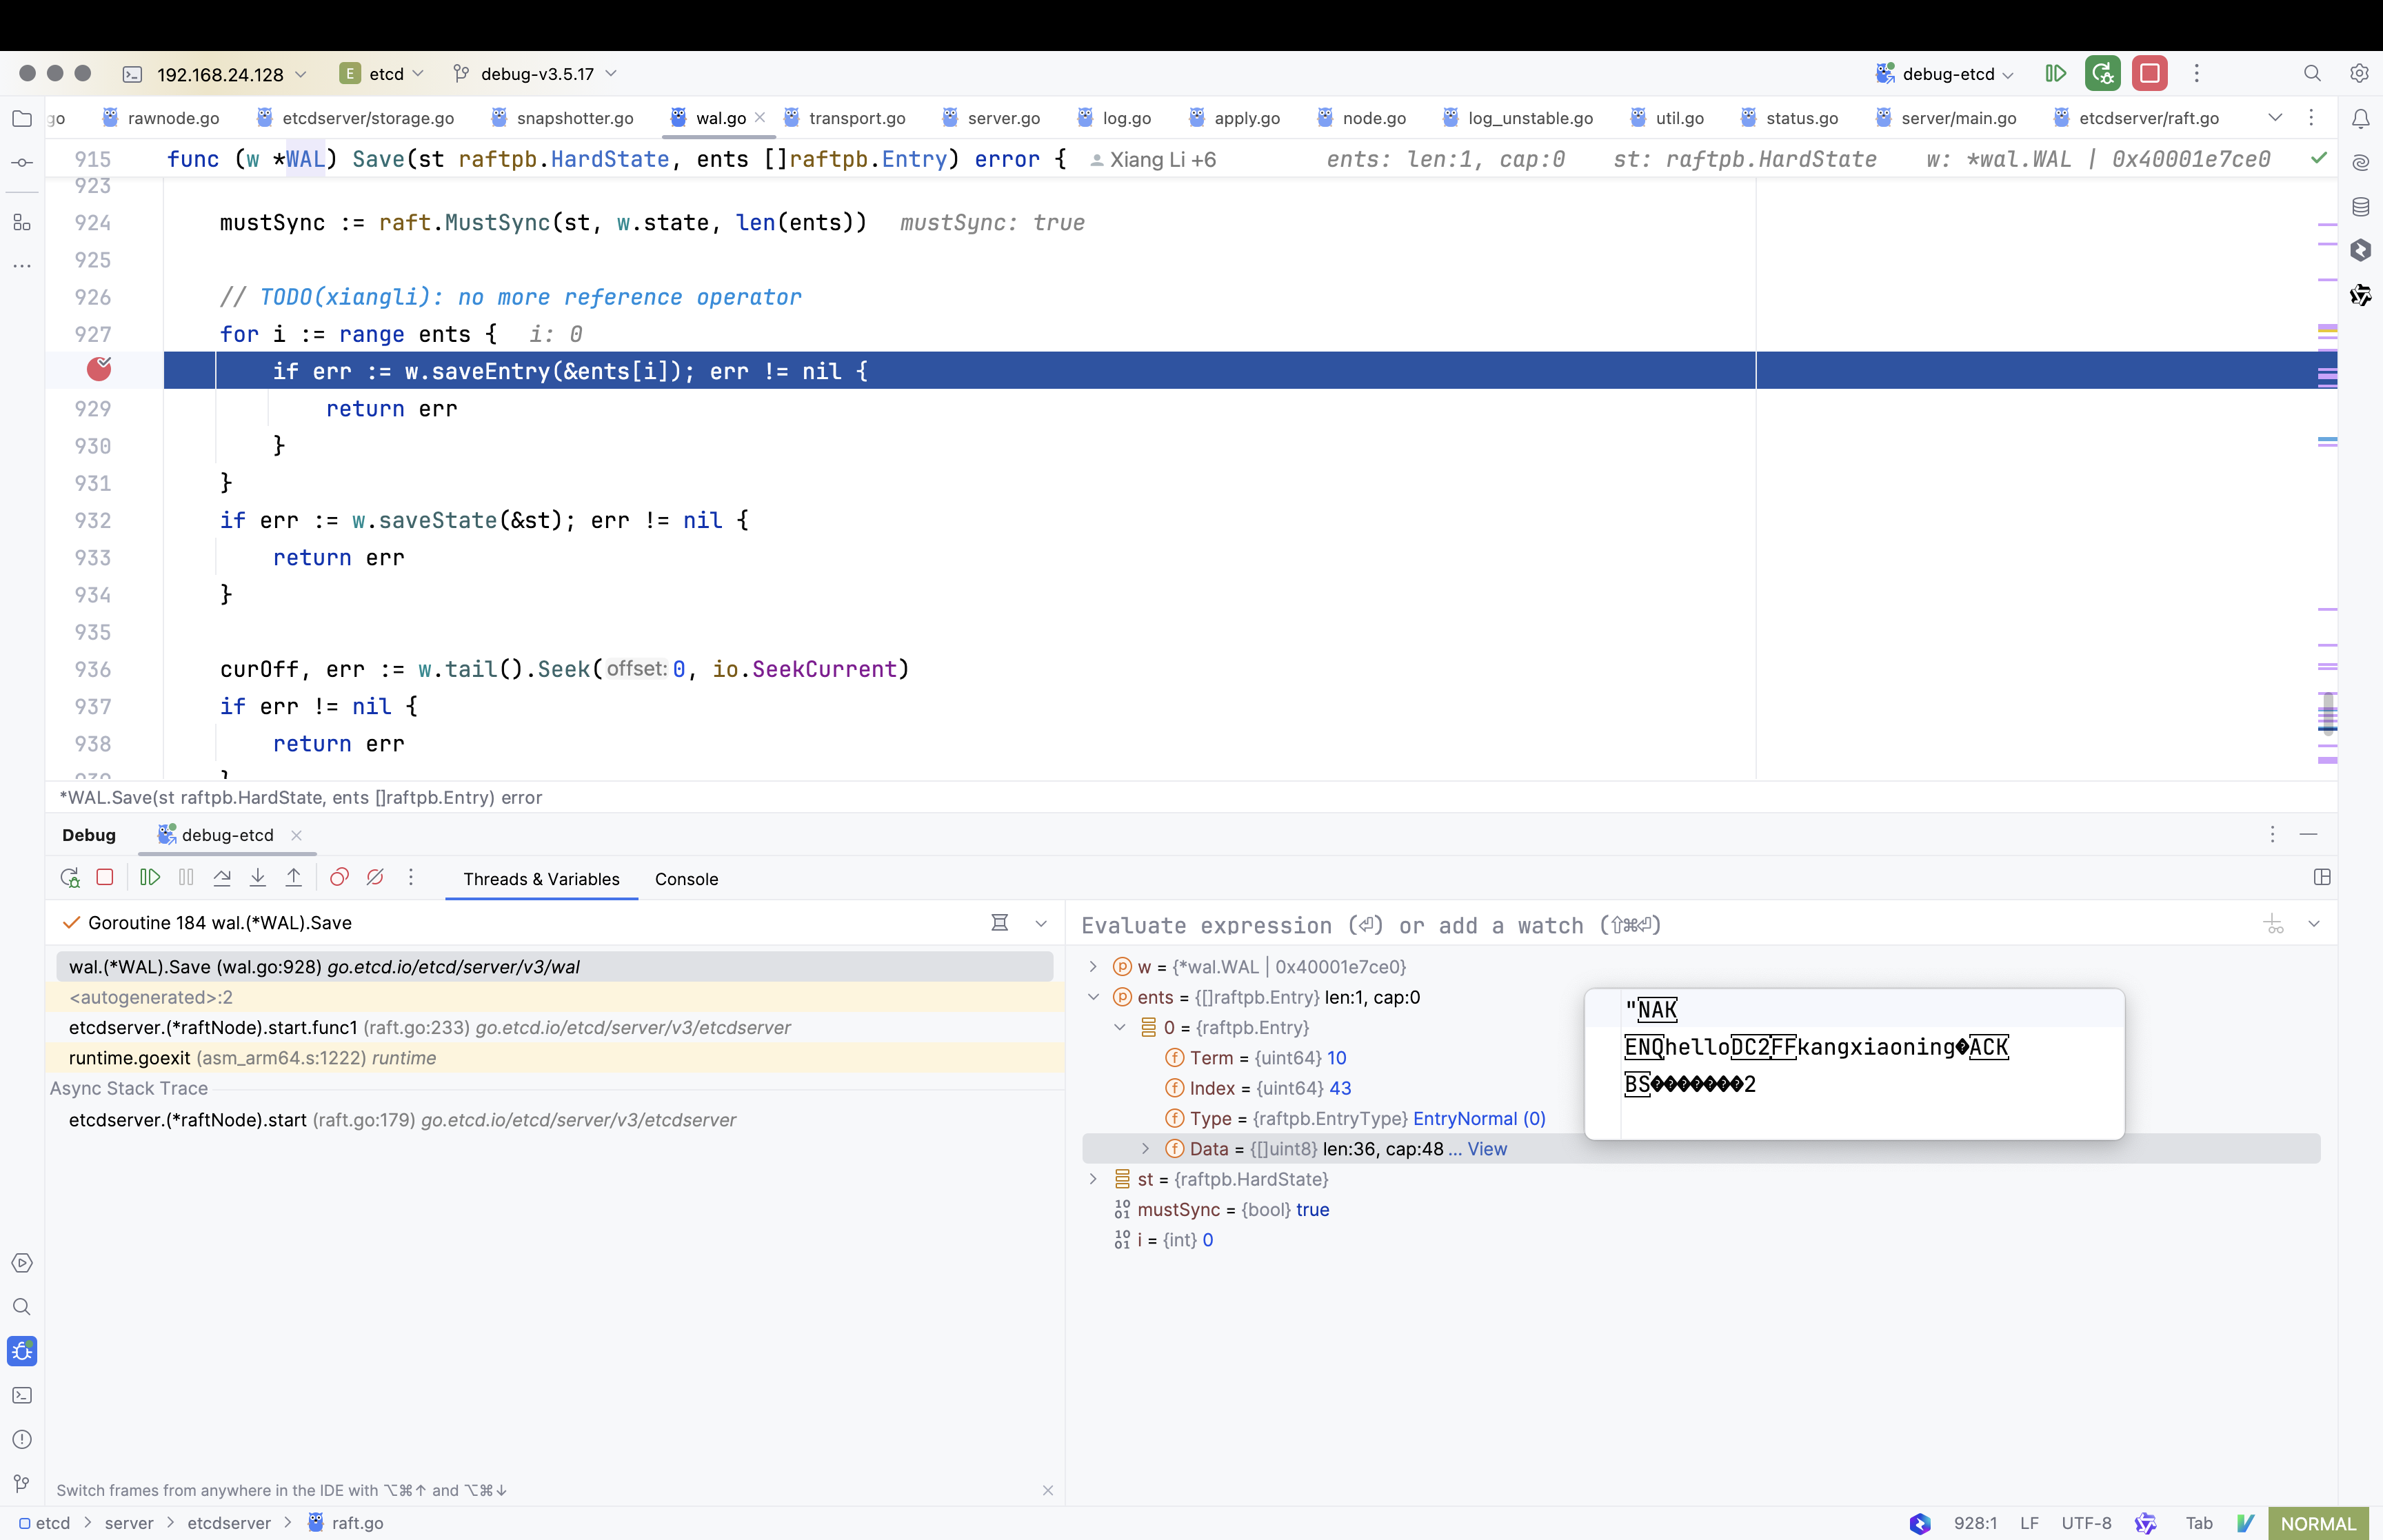 192.168.24.128 E etcd debug-v3.5.17 debug-etcd
go rawnode.go etcdserver/storage.go snapshotter.go wal.go transport.go server.go log.go apply.go node.go log_unstable.go util.go status.go server/main.go etcdserver/raft.go
915 func (w *WAL) Save(st raftpb.HardState, ents []raftpb.Entry) error { Xiang Li +6 ents: len:1, cap:0 st: raftpb.HardState w: *wal.WAL | 0x40001e7ce0
923
924 mustSync := raft.MustSync(st, w.state, len(ents)) mustSync: true
925
926 // TODO(xiangli): no more reference operator
927 for i := range ents { i: 0
if err := w.saveEntry(&ents[i]); err != nil {
929 return err
930 }
931 }
932 if err := w.saveState(&st); err != nil {
933 return err
934 }
935
936 curOff, err := w.tail().Seek( offset: 0, io.SeekCurrent)
937 if err != nil {
938 return err
939 }
*WAL.Save(st raftpb.HardState, ents []raftpb.Entry) error
Debug debug-etcd
Threads & Variables Console
Goroutine 184 wal.(*WAL).Save
wal.(*WAL).Save (wal.go:928) go.etcd.io/etcd/server/v3/wal
<autogenerated>:2
etcdserver.(*raftNode).start.func1 (raft.go:233) go.etcd.io/etcd/server/v3/etcdserver
runtime.goexit (asm_arm64.s:1222) runtime
Async Stack Trace
etcdserver.(*raftNode).start (raft.go:179) go.etcd.io/etcd/server/v3/etcdserver
Evaluate expression (⏎) or add a watch (⇧⌘⏎)
w = {*wal.WAL | 0x40001e7ce0}
ents = {[]raftpb.Entry} len:1, cap:0
0 = {raftpb.Entry}
Term = {uint64} 10
Index = {uint64} 43
Type = {raftpb.EntryType} EntryNormal (0)
Data = {[]uint8} len:36, cap:48 ... View
st = {raftpb.HardState}
mustSync = {bool} true
i = {int} 0
"NAK
ENQhelloDC2FFkangxiaoning�ACK
BS�������2
Switch frames from anywhere in the IDE with ⌥⌘↑ and ⌥⌘↓
etcd > server > etcdserver > raft.go
928:1 LF UTF-8 Tab NORMAL